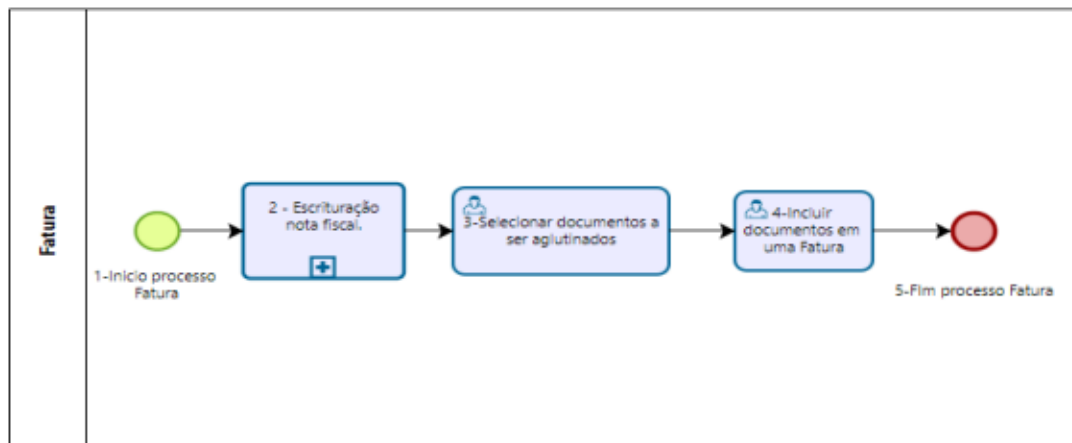 Fatura
1-Inicio processo
Fatura
2 - Escrituração
nota fiscal.
3-Selecionar documentos a
ser aglutinados
4-Incluir
documentos em
uma Fatura
5-Fim processo Fatura